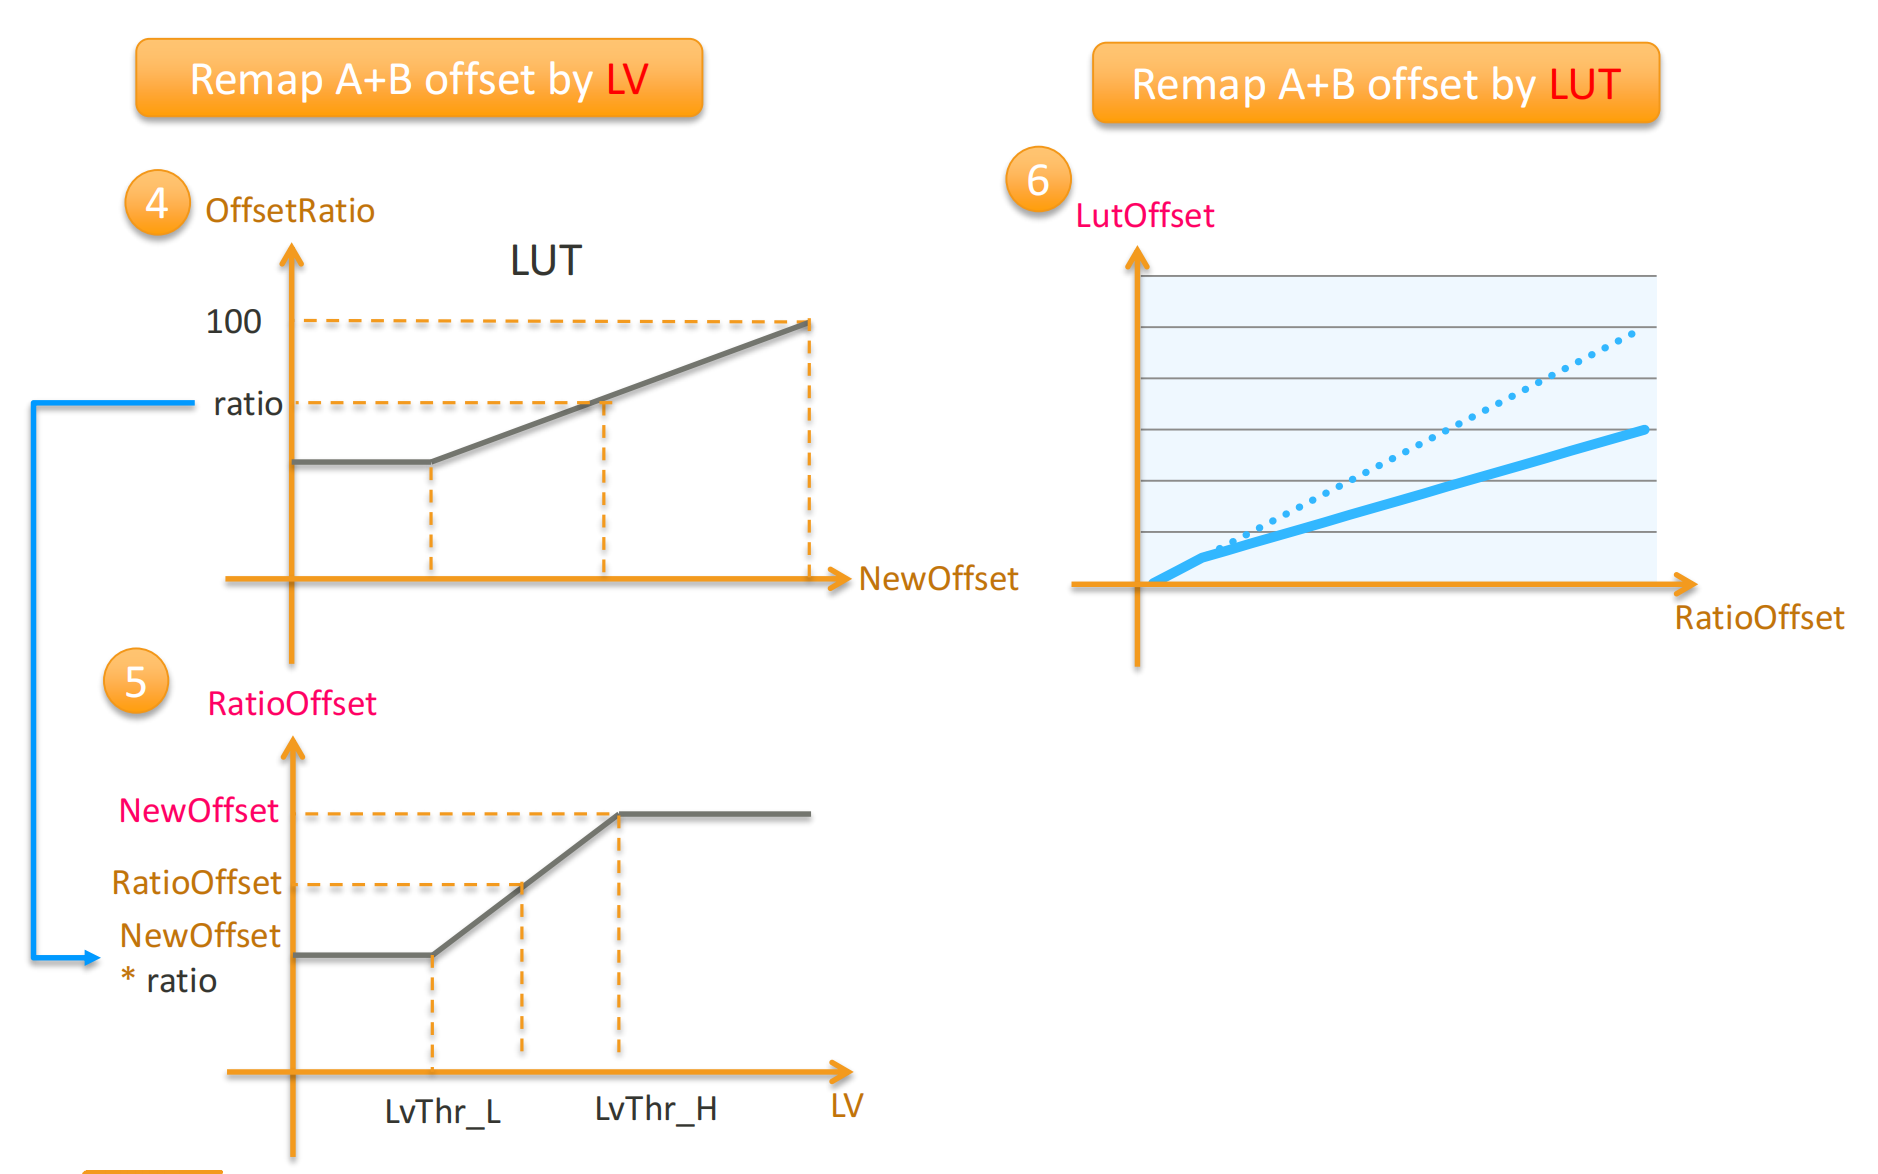 Remap A+B offset by LV
4
OffsetRatio
LUT
100
ratio
NewOffset
5
RatioOffset
NewOffset
RatioOffset
NewOffset
* ratio
LvThr_L
LvThr_H
LV
Remap A+B offset by LUT
6
LutOffset
RatioOffset